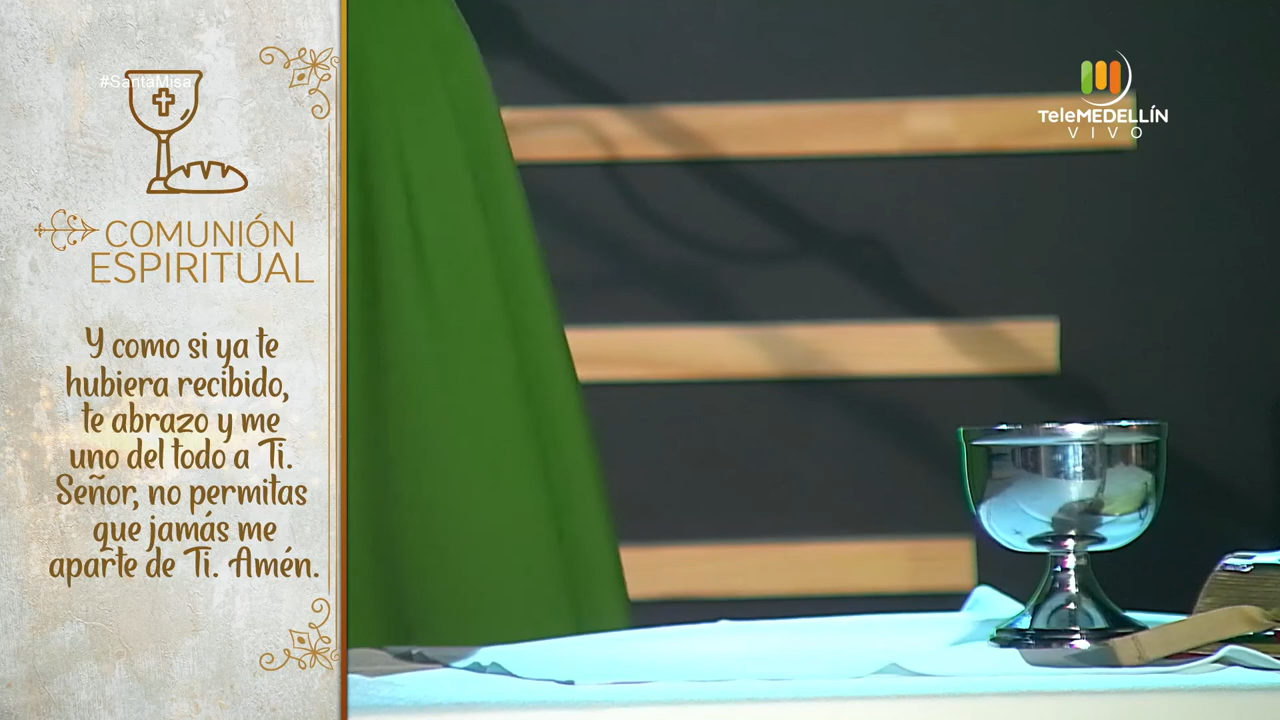 #SantaMisa
COMUNIÓN
ESPIRITUAL
Y como si ya te
hubiera recibido,
te abrazo y me
uno del todo a Ti.
Señor, no permitas
que jamás me
aparte de Ti. Amén.
TeleMEDELLÍN
VIVO